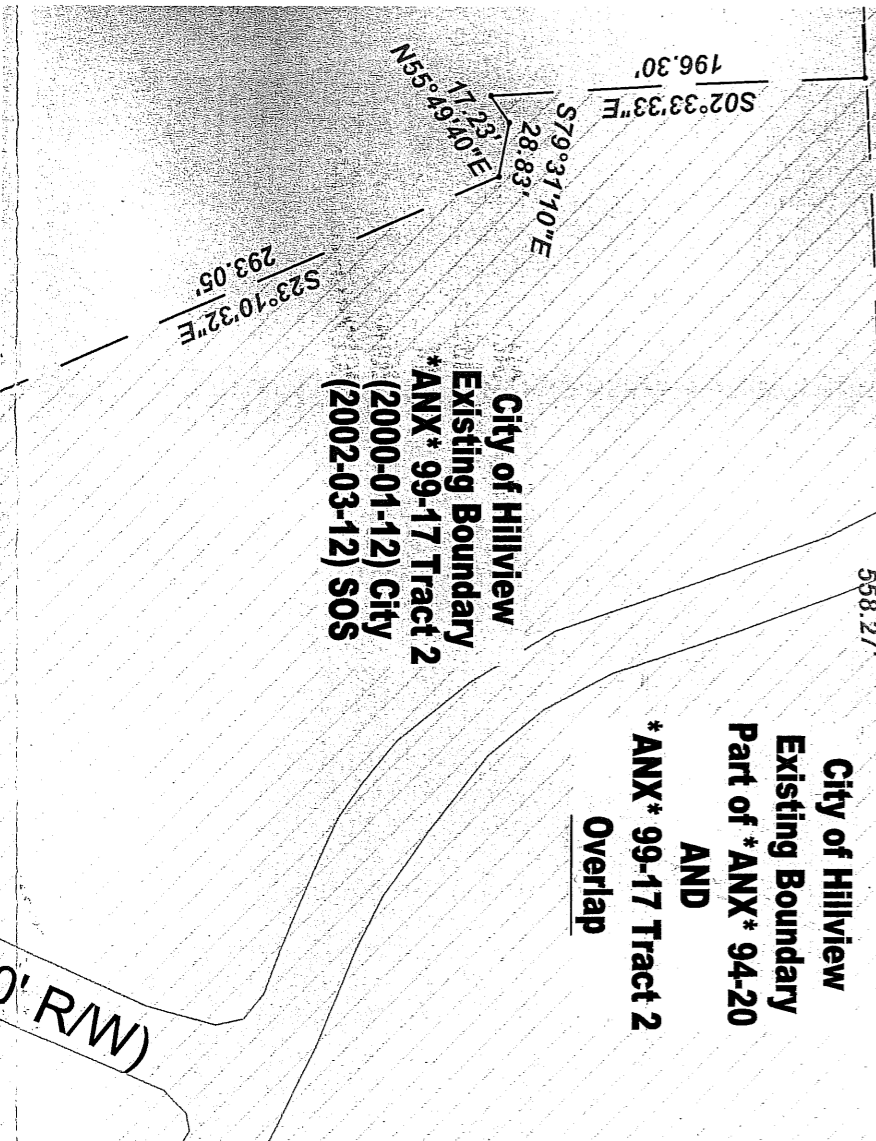 S02°33'33"E
196.30'
N55°49'40"E
17.23'
S79°31'10"E
28.83'
S23°10'32"E
293.05'
558.27'
City of Hillview
Existing Boundary
*ANX* 99-17 Tract 2
(2000-01-12) City
(2002-03-12) SOS
City of Hillview
Existing Boundary
Part of *ANX* 94-20
AND
*ANX* 99-17 Tract 2
Overlap
0' R/W)